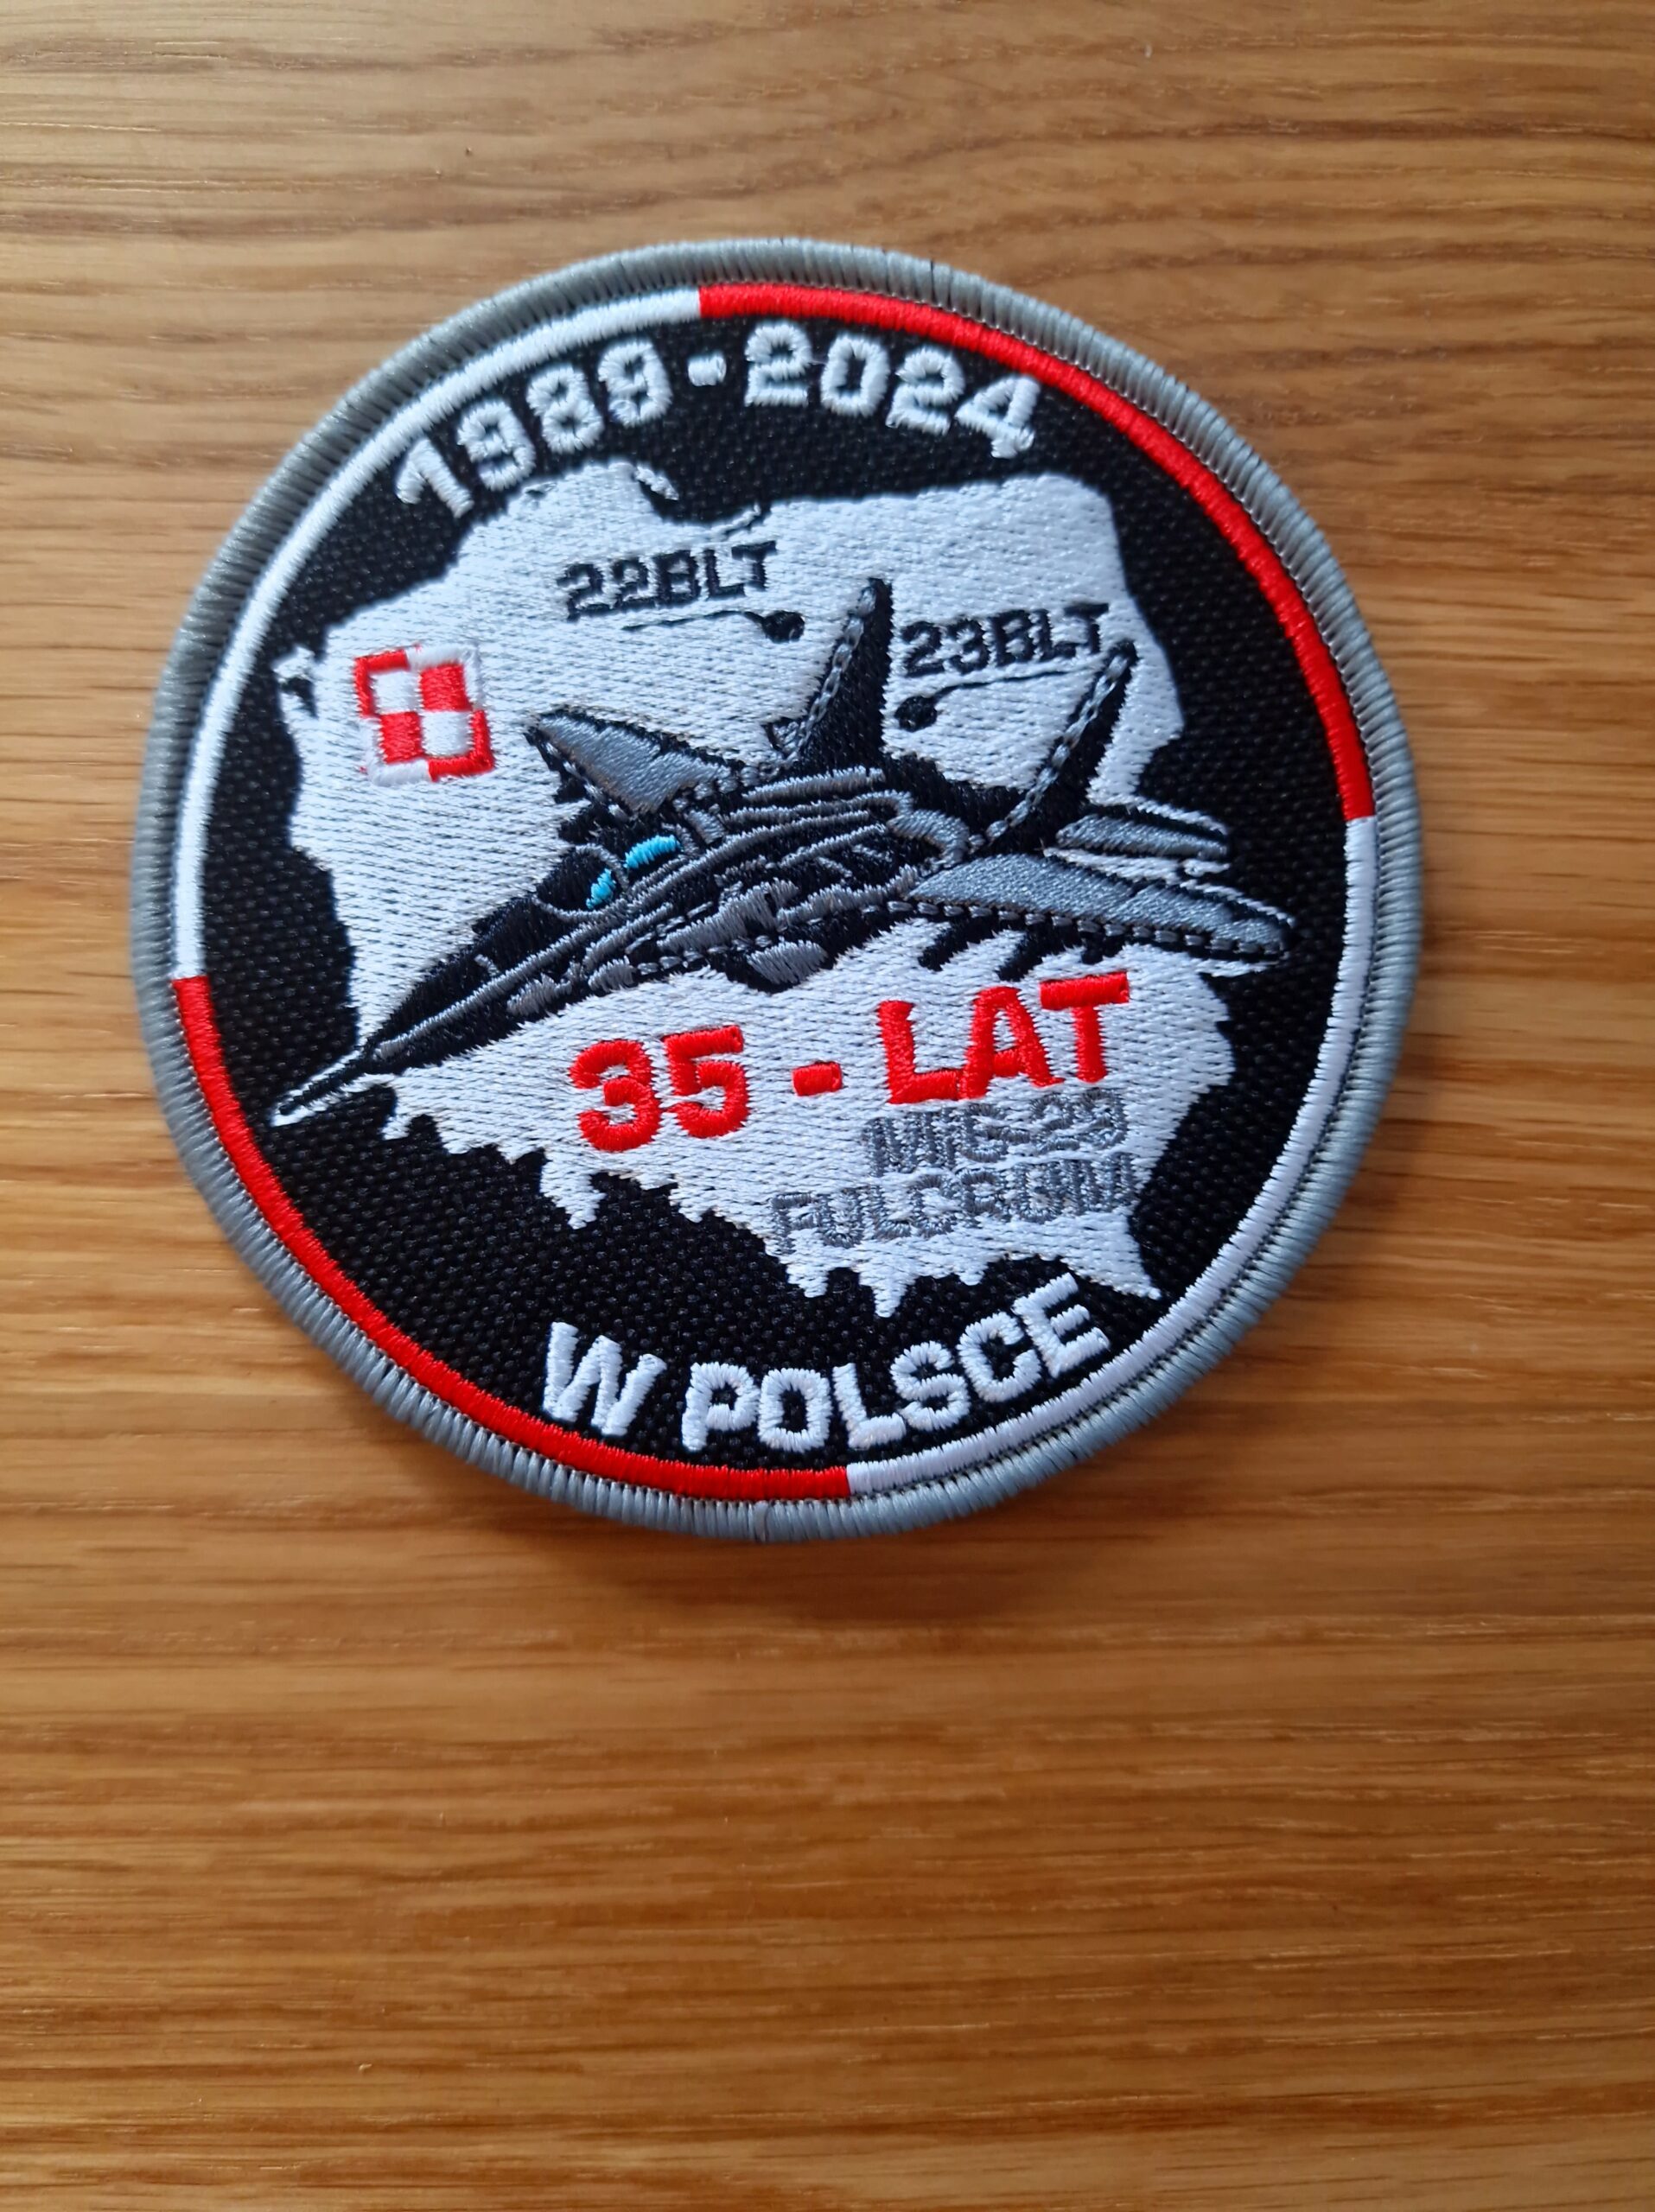 1989-2024
22BLT
23BLT
35 - LAT
MiG-29
FULCRUM
W POLSCE